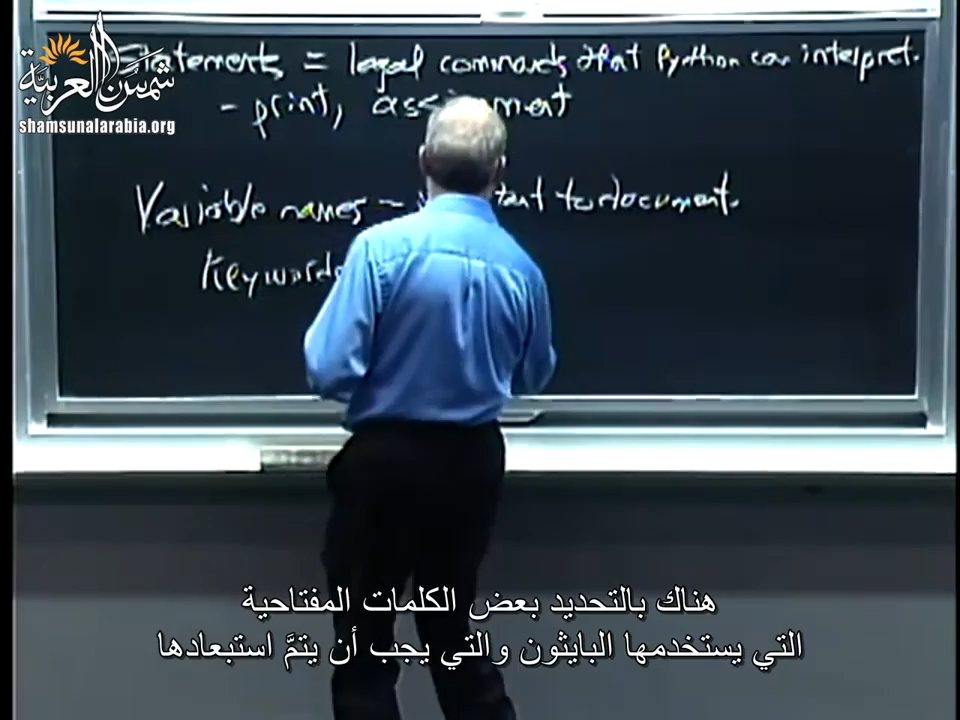 شمس العربية
shamsunalarabia.org
Statements = legal commands that Python can interpret.
- print, assignment
Variable names - tant to document.
Keywords
هناك بالتحديد بعض الكلمات المفتاحية
التي يستخدمها البايثون والتي يجب أن يتمَّ استبعادها